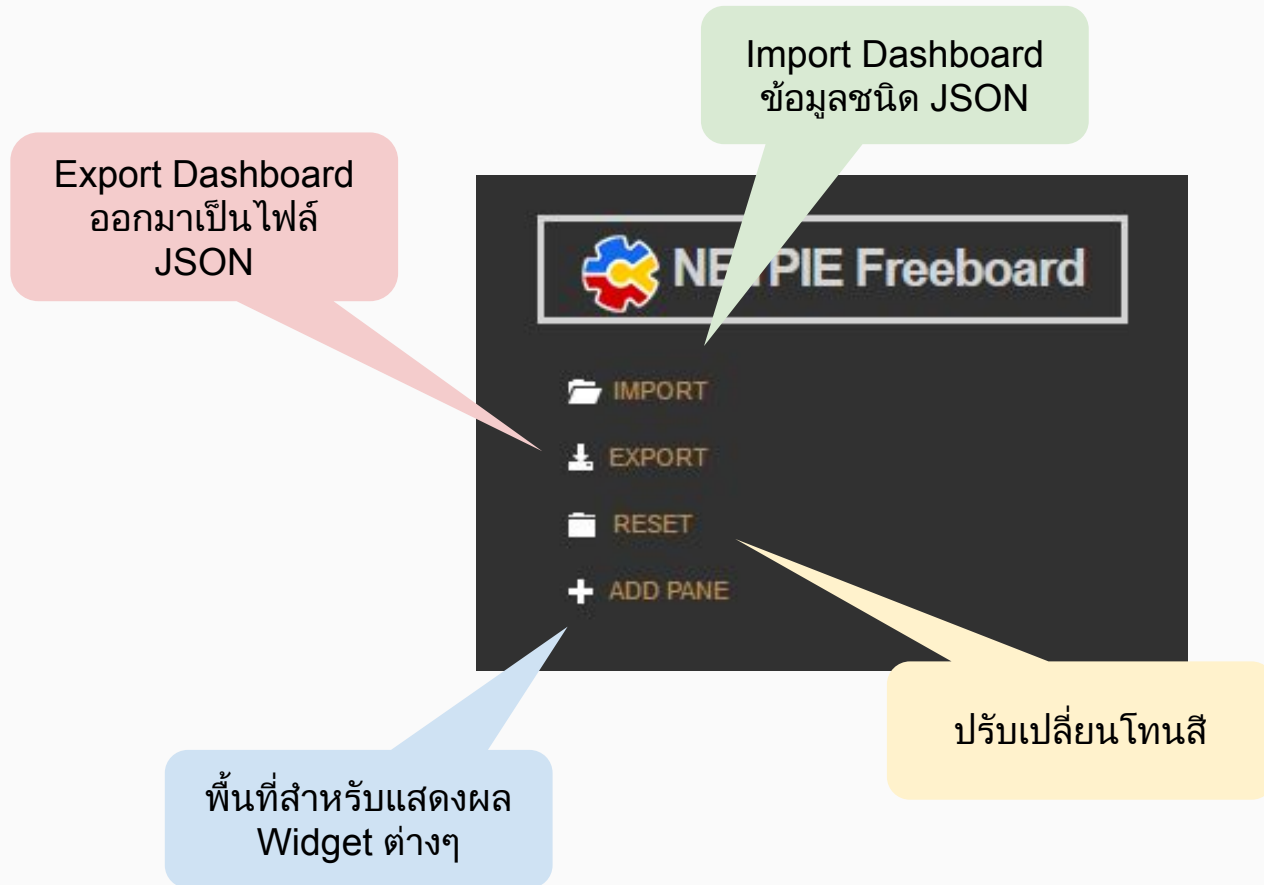 Import Dashboard
ข้อมูลชนิด JSON
Export Dashboard
ออกมาเป็นไฟล์
JSON
NETPIE Freeboard
IMPORT
EXPORT
RESET
ADD PANE
ปรับเปลี่ยนโทนสี
พื้นที่สำหรับแสดงผล
Widget ต่างๆ